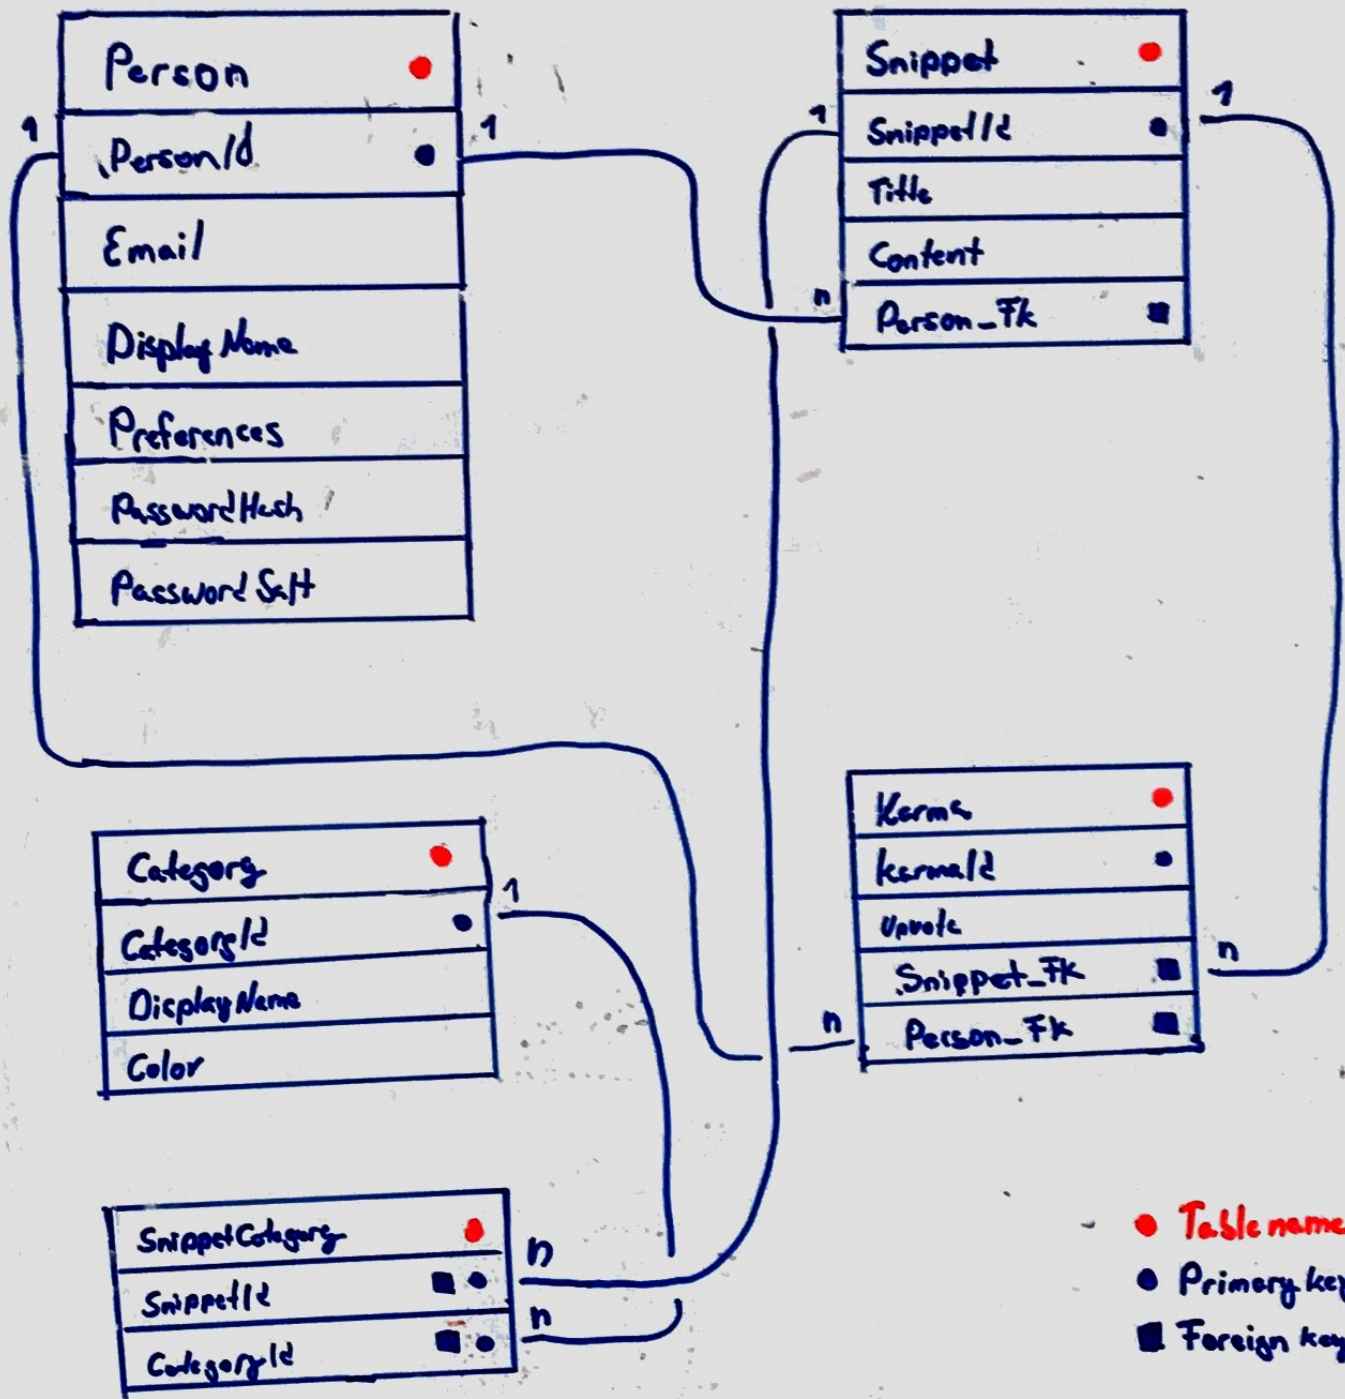 Person
1
PersonId
1
Email
DisplayName
Preferences
PasswordHash
PasswordSalt
Snippet
1
SnippetId
1
Title
Content
n
Person_Fk
Category
1
CategoryId
DisplayName
Color
Karma
KarmaId
Upvote
Snippet_Fk
n
n
Person_Fk
SnippetCategory
n
SnippetId
n
CategoryId
Table name
Primary key
Foreign key